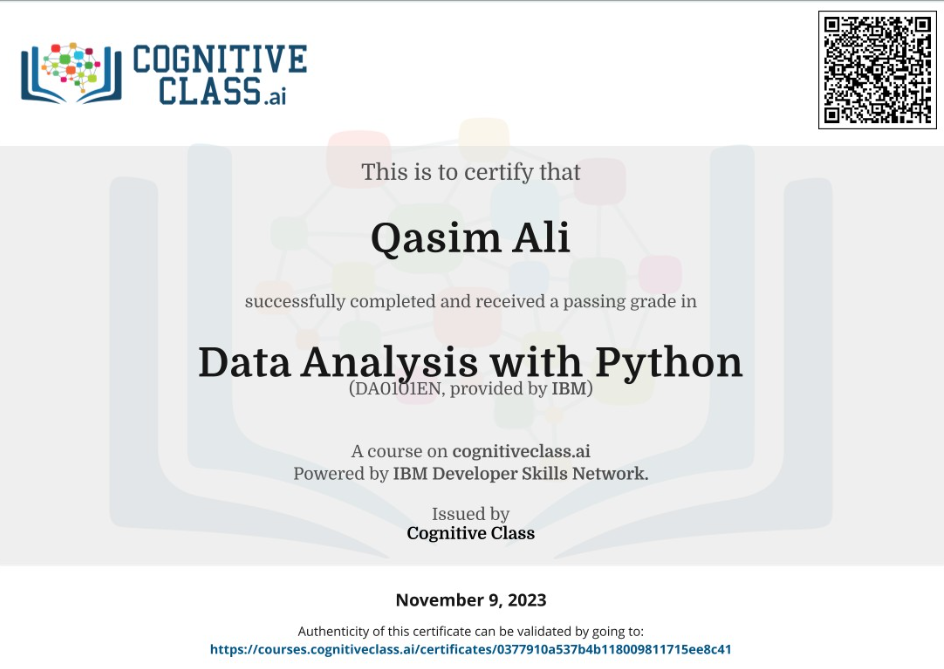 COGNITIVE
CLASS.ai
This is to certify that
Qasim Ali
successfully completed and received a passing grade in
Data Analysis with Python
(DA0101EN, provided by IBM)
A course on cognitiveclass.ai
Powered by IBM Developer Skills Network.
Issued by
Cognitive Class
November 9, 2023
Authenticity of this certificate can be validated by going to:
https://courses.cognitiveclass.ai/certificates/0377910a537b4b118009811715ee8c41